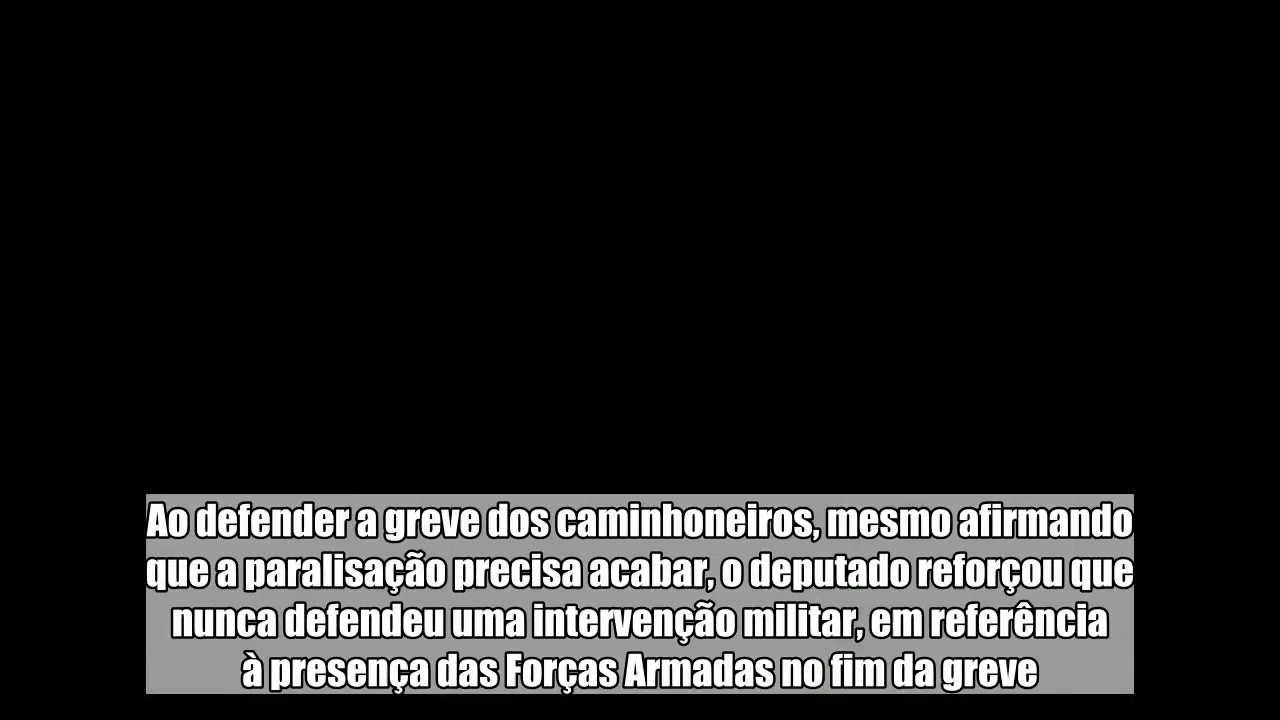 Ao defender a greve dos caminhoneiros, mesmo afirmando
que a paralisação precisa acabar, o deputado reforçou que
nunca defendeu uma intervenção militar, em referência
à presença das Forças Armadas no fim da greve